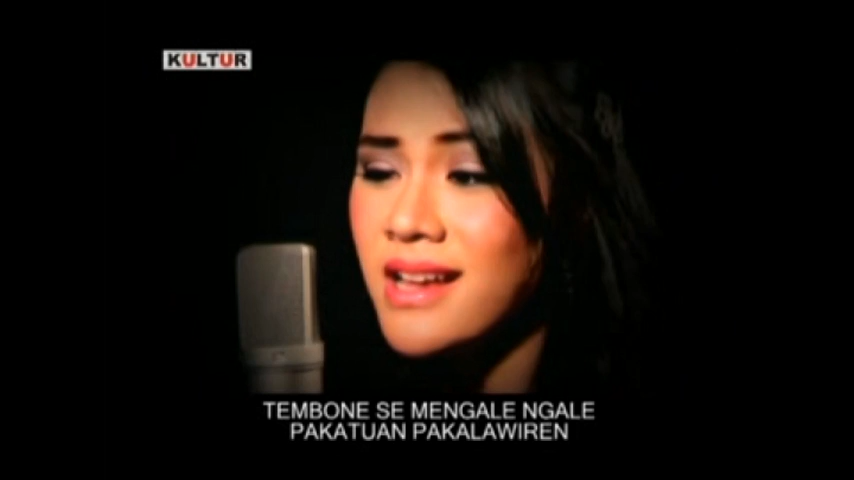 KULTUR
TEMBONE SE MENGALE NGALE
PAKATUAN PAKALAWIREN